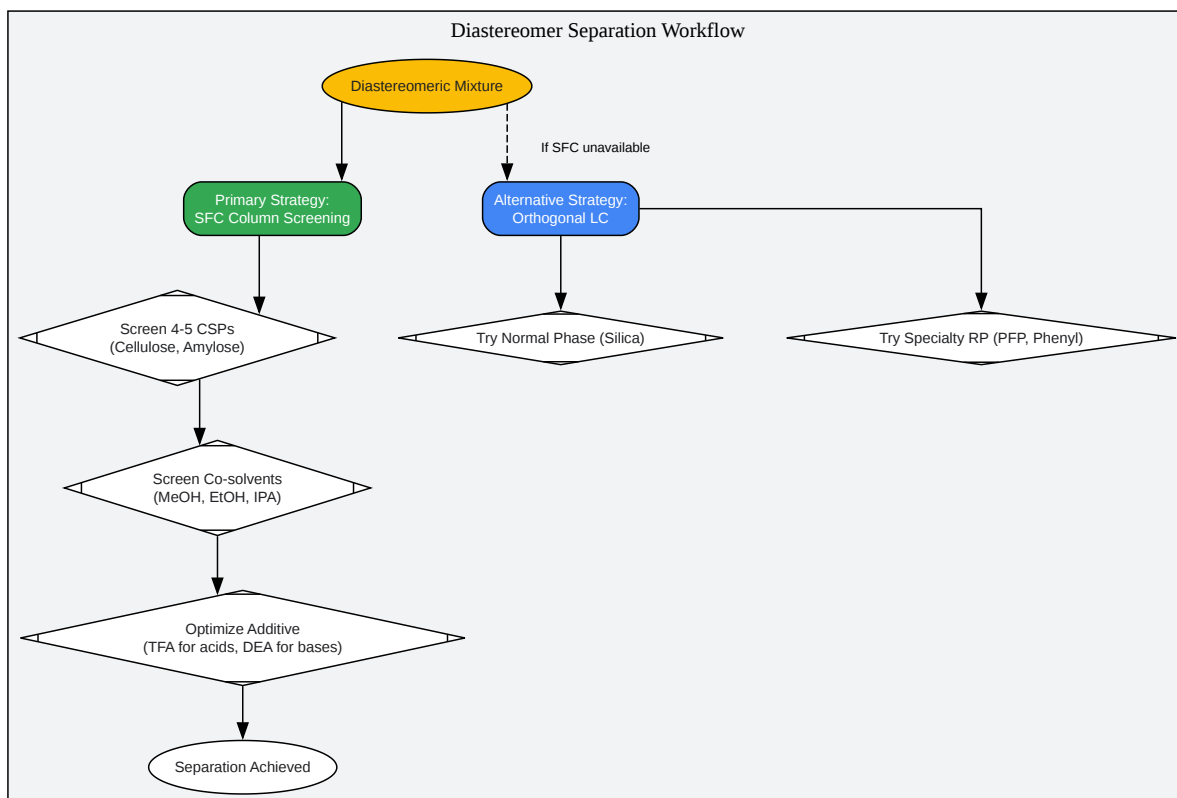 Diastereomer Separation Workflow
Diastereomeric Mixture
If SFC unavailable
Primary Strategy:
SFC Column Screening
Alternative Strategy:
Orthogonal LC
Screen 4-5 CSPs
(Cellulose, Amylose)
Try Normal Phase (Silica)
Try Specialty RP (PFP, Phenyl)
Screen Co-solvents
(MeOH, EtOH, IPA)
Optimize Additive
(TFA for acids, DEA for bases)
Separation Achieved